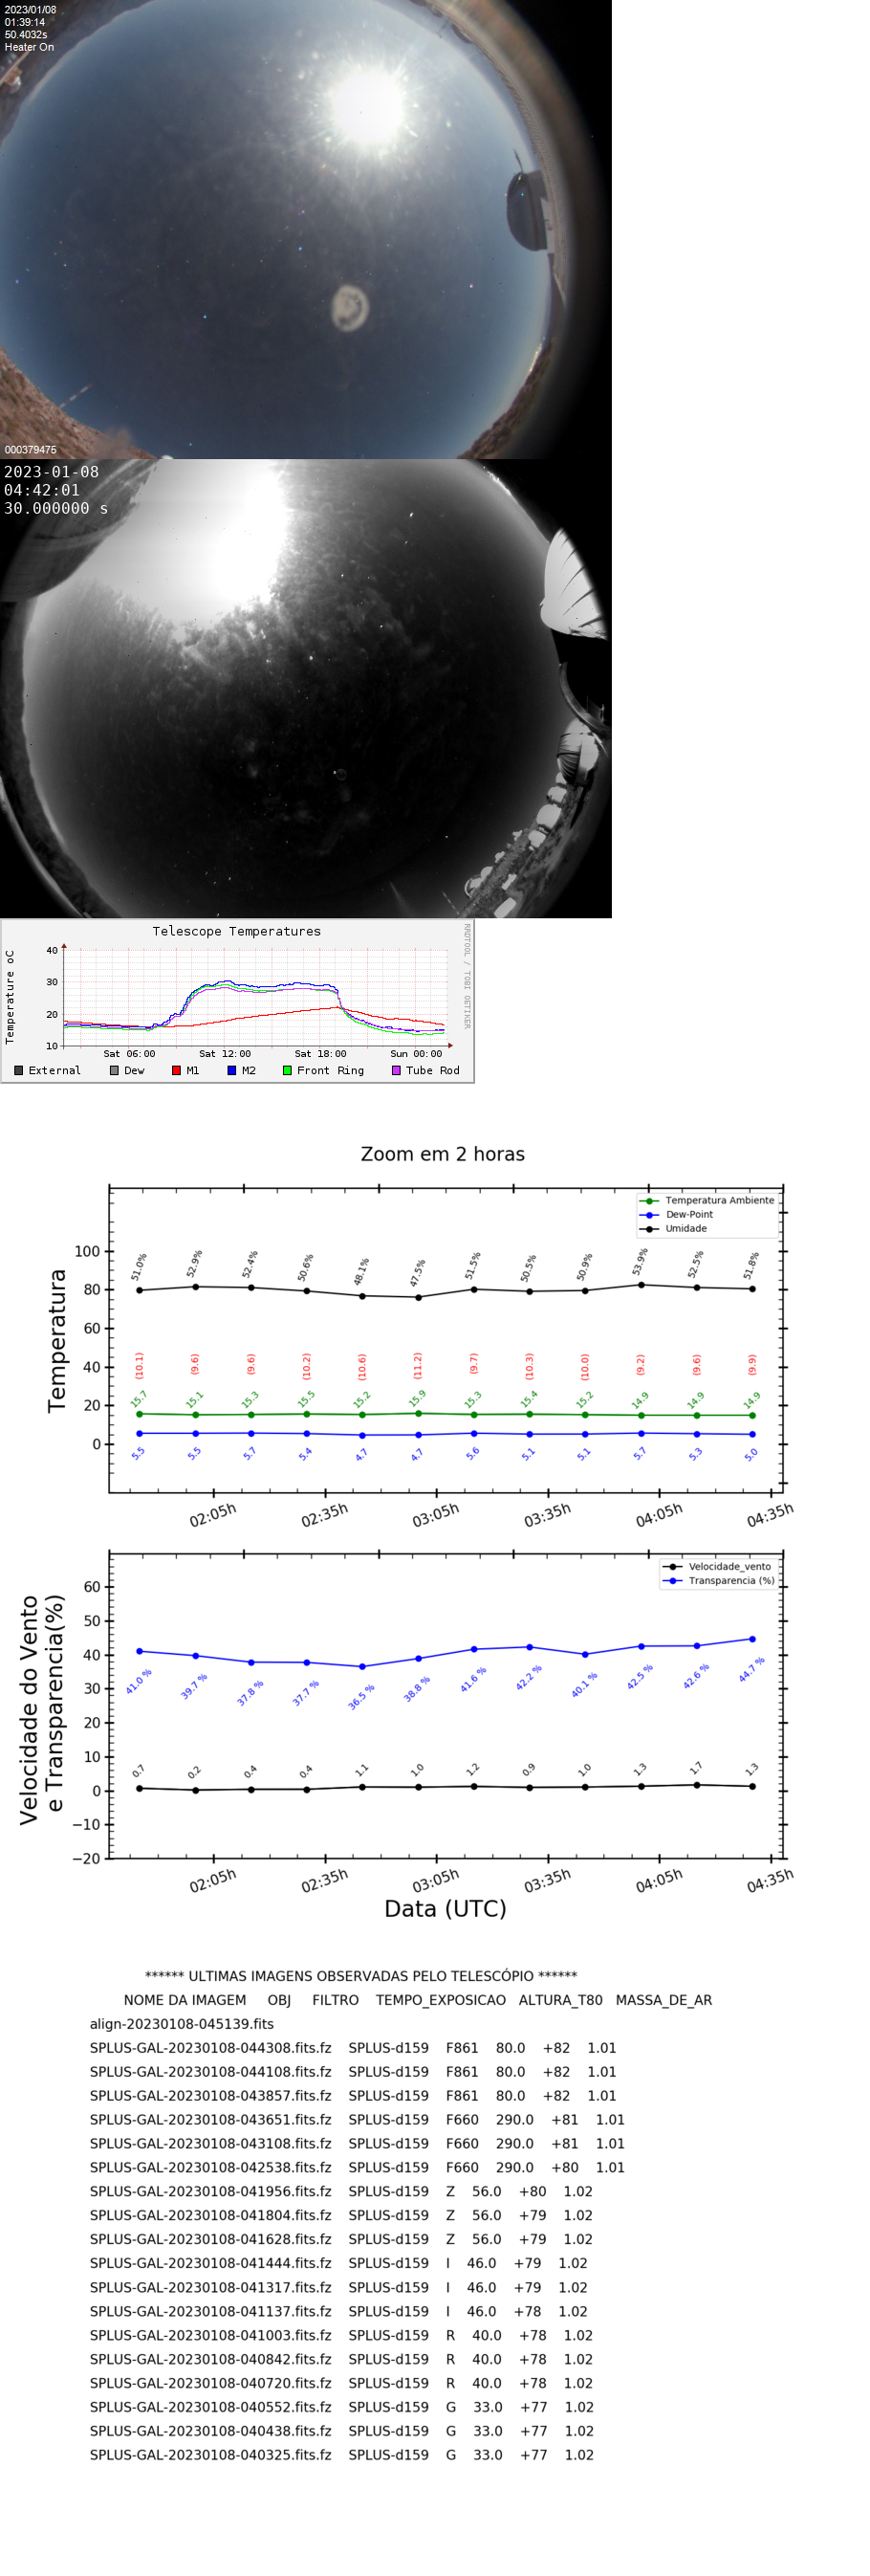 2023/01/08
01:39:14
50.4032s
Heater On
000379475
2023-01-08
04:42:01
30.000000 s
Telescope Temperatures
RRDTOOL / TOBI OETIKER
Temperature oC
40
30
20
10
Sat 06:00 Sat 12:00 Sat 18:00 Sun 00:00
External Dew M1 M2 Front Ring Tube Rod
Zoom em 2 horas
Temperatura Ambiente
Dew-Point
Umidade
Temperatura
100
80
60
40
20
0
51.0% 52.9% 52.4% 50.6% 48.1% 47.5% 51.5% 50.5% 50.9% 53.9% 52.5% 51.8%
(10.1) (9.6) (9.6) (10.2) (10.6) (11.2) (9.7) (10.3) (10.0) (9.2) (9.6) (9.9)
15.7 15.1 15.3 15.5 15.2 15.9 15.3 15.4 15.2 14.9 14.9 14.9
5.5 5.5 5.7 5.4 4.7 4.7 5.6 5.1 5.1 5.7 5.3 5.0
02:05h 02:35h 03:05h 03:35h 04:05h 04:35h
Velocidade_vento
Transparencia (%)
Velocidade do Vento
e Transparencia(%)
60
50
40
30
20
10
0
−10
−20
41.0 % 39.7 % 37.8 % 37.7 % 36.5 % 38.8 % 41.6 % 42.2 % 40.1 % 42.5 % 42.6 % 44.7 %
0.7 0.2 0.4 0.4 1.1 1.0 1.2 0.9 1.0 1.3 1.7 1.3
02:05h 02:35h 03:05h 03:35h 04:05h 04:35h
Data (UTC)
****** ULTIMAS IMAGENS OBSERVADAS PELO TELESCÓPIO ******
NOME DA IMAGEM OBJ FILTRO TEMPO_EXPOSICAO ALTURA_T80 MASSA_DE_AR
align-20230108-045139.fits
SPLUS-GAL-20230108-044308.fits.fz SPLUS-d159 F861 80.0 +82 1.01
SPLUS-GAL-20230108-044108.fits.fz SPLUS-d159 F861 80.0 +82 1.01
SPLUS-GAL-20230108-043857.fits.fz SPLUS-d159 F861 80.0 +82 1.01
SPLUS-GAL-20230108-043651.fits.fz SPLUS-d159 F660 290.0 +81 1.01
SPLUS-GAL-20230108-043108.fits.fz SPLUS-d159 F660 290.0 +81 1.01
SPLUS-GAL-20230108-042538.fits.fz SPLUS-d159 F660 290.0 +80 1.01
SPLUS-GAL-20230108-041956.fits.fz SPLUS-d159 Z 56.0 +80 1.02
SPLUS-GAL-20230108-041804.fits.fz SPLUS-d159 Z 56.0 +79 1.02
SPLUS-GAL-20230108-041628.fits.fz SPLUS-d159 Z 56.0 +79 1.02
SPLUS-GAL-20230108-041444.fits.fz SPLUS-d159 I 46.0 +79 1.02
SPLUS-GAL-20230108-041317.fits.fz SPLUS-d159 I 46.0 +79 1.02
SPLUS-GAL-20230108-041137.fits.fz SPLUS-d159 I 46.0 +78 1.02
SPLUS-GAL-20230108-041003.fits.fz SPLUS-d159 R 40.0 +78 1.02
SPLUS-GAL-20230108-040842.fits.fz SPLUS-d159 R 40.0 +78 1.02
SPLUS-GAL-20230108-040720.fits.fz SPLUS-d159 R 40.0 +78 1.02
SPLUS-GAL-20230108-040552.fits.fz SPLUS-d159 G 33.0 +77 1.02
SPLUS-GAL-20230108-040438.fits.fz SPLUS-d159 G 33.0 +77 1.02
SPLUS-GAL-20230108-040325.fits.fz SPLUS-d159 G 33.0 +77 1.02